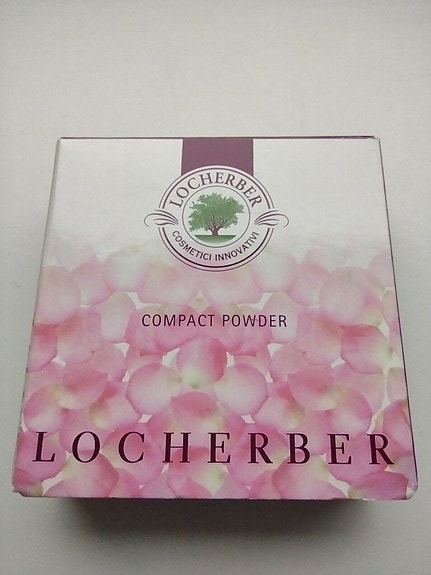 LOCHERBER
COSMETICI INNOVATIVI
COMPACT POWDER
LOCHERBER